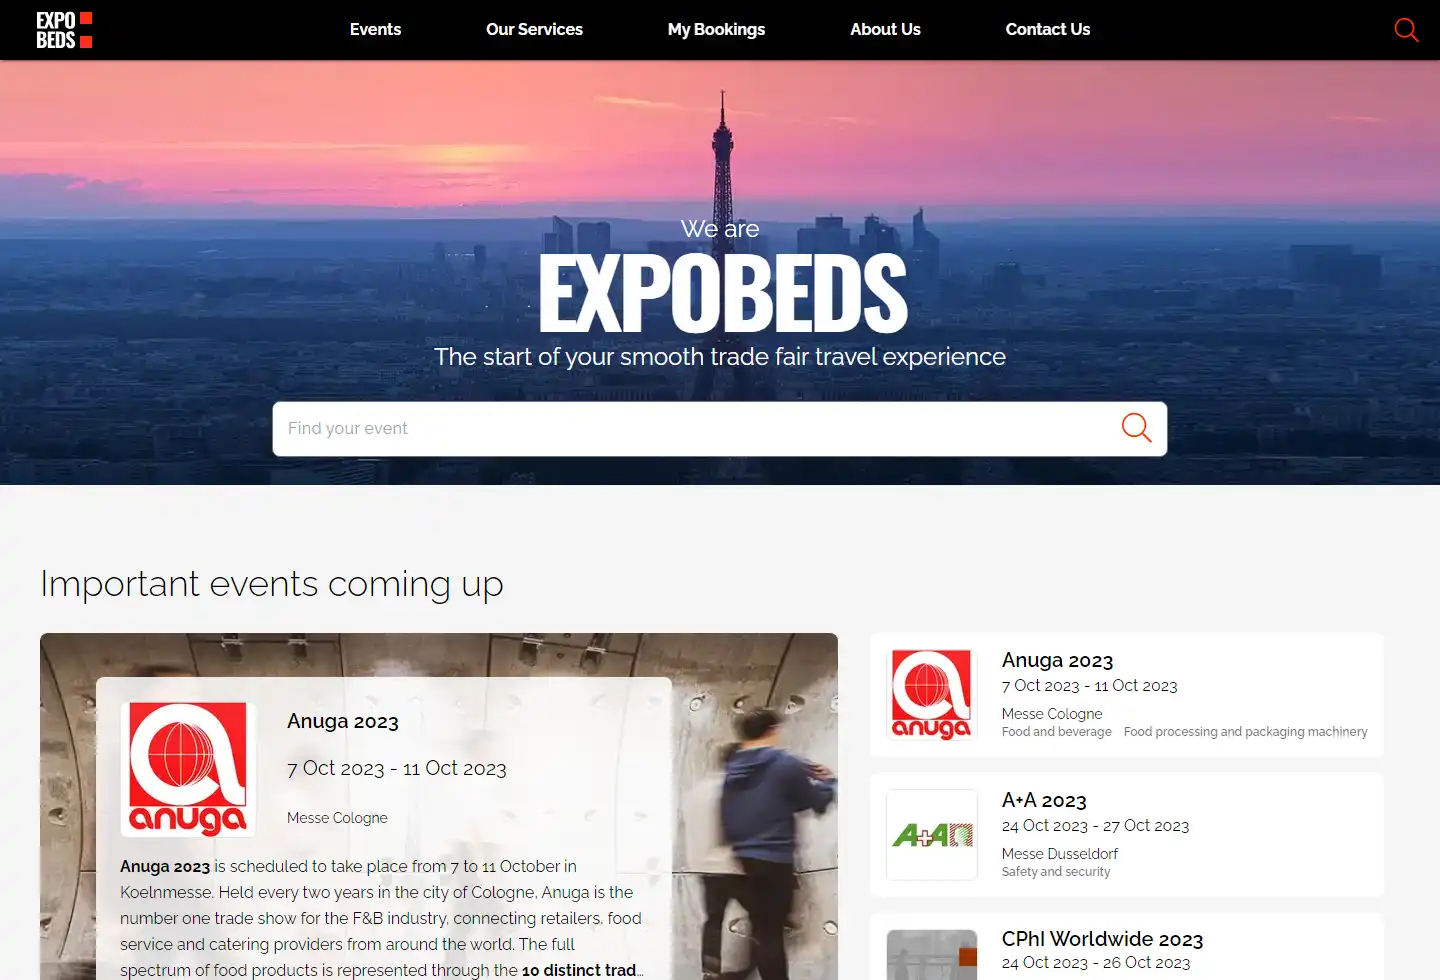 EXPO
BEDS
Events
Our Services
My Bookings
About Us
Contact Us
We are
EXPOBEDS
The start of your smooth trade fair travel experience
Find your event
Important events coming up
anuga
Anuga 2023
7 Oct 2023 - 11 Oct 2023
Messe Cologne
Anuga 2023 is scheduled to take place from 7 to 11 October in
Koelnmesse. Held every two years in the city of Cologne, Anuga is the
number one trade show for the F&B industry, connecting retailers, food
service and catering providers from around the world. The full
spectrum of food products is represented through the 10 distinct trad…
anuga
Anuga 2023
7 Oct 2023 - 11 Oct 2023
Messe Cologne
Food and beverage Food processing and packaging machinery
A+A
A+A 2023
24 Oct 2023 - 27 Oct 2023
Messe Dusseldorf
Safety and security
CPhI Worldwide 2023
24 Oct 2023 - 26 Oct 2023